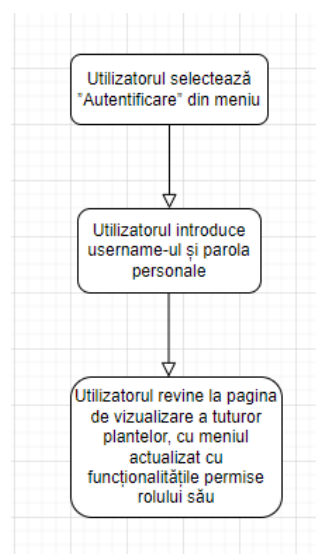 Utilizatorul selectează
"Autentificare" din meniu
Utilizatorul introduce
username-ul și parola
personale
Utilizatorul revine la pagina
de vizualizare a tuturor
plantelor, cu meniul
actualizat cu
funcționalitățile permise
rolului său